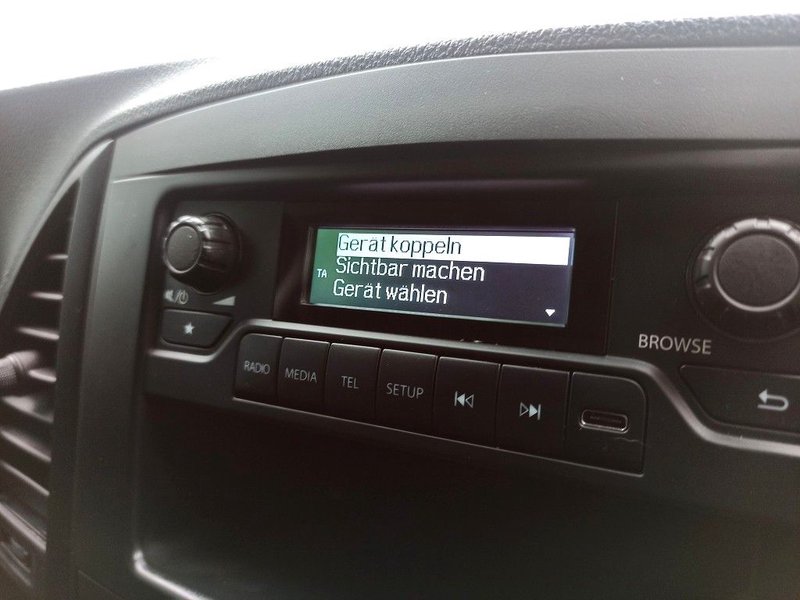 Gerät koppeln
TA Sichtbar machen
Gerät wählen
BROWSE
RADIO MEDIA TEL SETUP